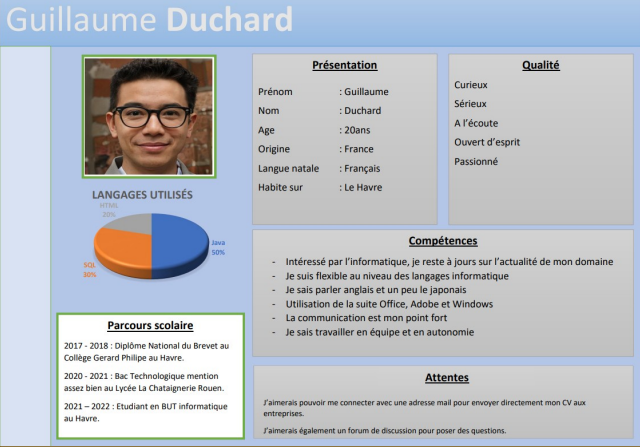 Guillaume Duchard
Présentation
Prénom : Guillaume
Nom : Duchard
Age : 20ans
Origine : France
Langue natale : Français
Habite sur : Le Havre
Qualité
Curieux
Sérieux
A l'écoute
Ouvert d'esprit
Passionné
LANGAGES UTILISÉS
HTML
20%
Java
50%
SQL
30%
Compétences
- Intéressé par l'informatique, je reste à jours sur l'actualité de mon domaine
- Je suis flexible au niveau des langages informatique
- Je sais parler anglais et un peu le japonais
- Utilisation de la suite Office, Adobe et Windows
- La communication est mon point fort
- Je sais travailler en équipe et en autonomie
Parcours scolaire
2017 - 2018 : Diplôme National du Brevet au
Collège Gerard Philipe au Havre.
2020 - 2021 : Bac Technologique mention
assez bien au Lycée La Chataignerie Rouen.
2021 – 2022 : Etudiant en BUT informatique
au Havre.
Attentes
J'aimerais pouvoir me connecter avec une adresse mail pour envoyer directement mon CV aux
entreprises.
J'aimerais également un forum de discussion pour poser des questions.